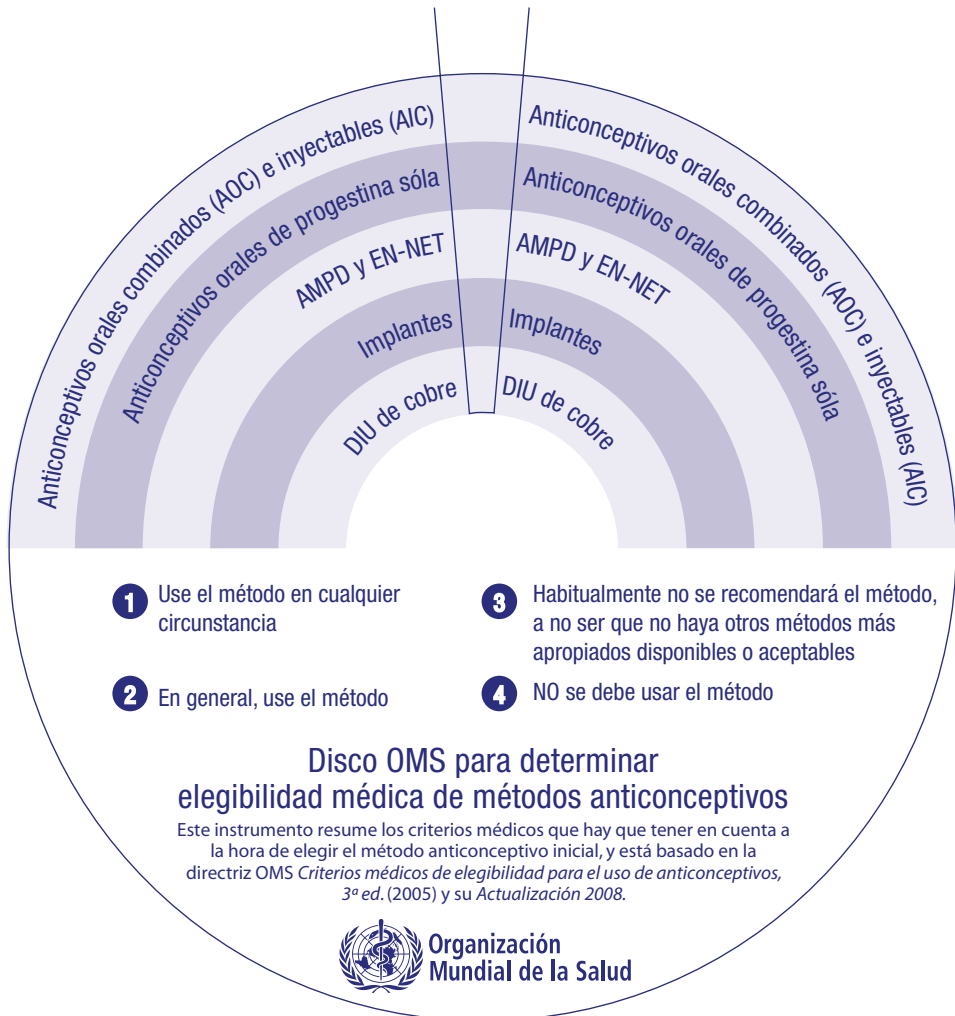 Anticonceptivos orales combinados (AOC) e inyectables (AIC)
Anticonceptivos orales de progestina sóla
AMPD y EN-NET
Implantes
DIU de cobre
Anticonceptivos orales combinados (AOC) e inyectables (AIC)
Anticonceptivos orales de progestina sóla
AMPD y EN-NET
Implantes
DIU de cobre
1 Use el método en cualquier
circunstancia
2 En general, use el método
3 Habitualmente no se recomendará el método,
a no ser que no haya otros métodos más
apropiados disponibles o aceptables
4 NO se debe usar el método
Disco OMS para determinar
elegibilidad médica de métodos anticonceptivos
Este instrumento resume los criterios médicos que hay que tener en cuenta a
la hora de elegir el método anticonceptivo inicial, y está basado en la
directriz OMS Criterios médicos de elegibilidad para el uso de anticonceptivos,
3ª ed. (2005) y su Actualización 2008.
Organización
Mundial de la Salud